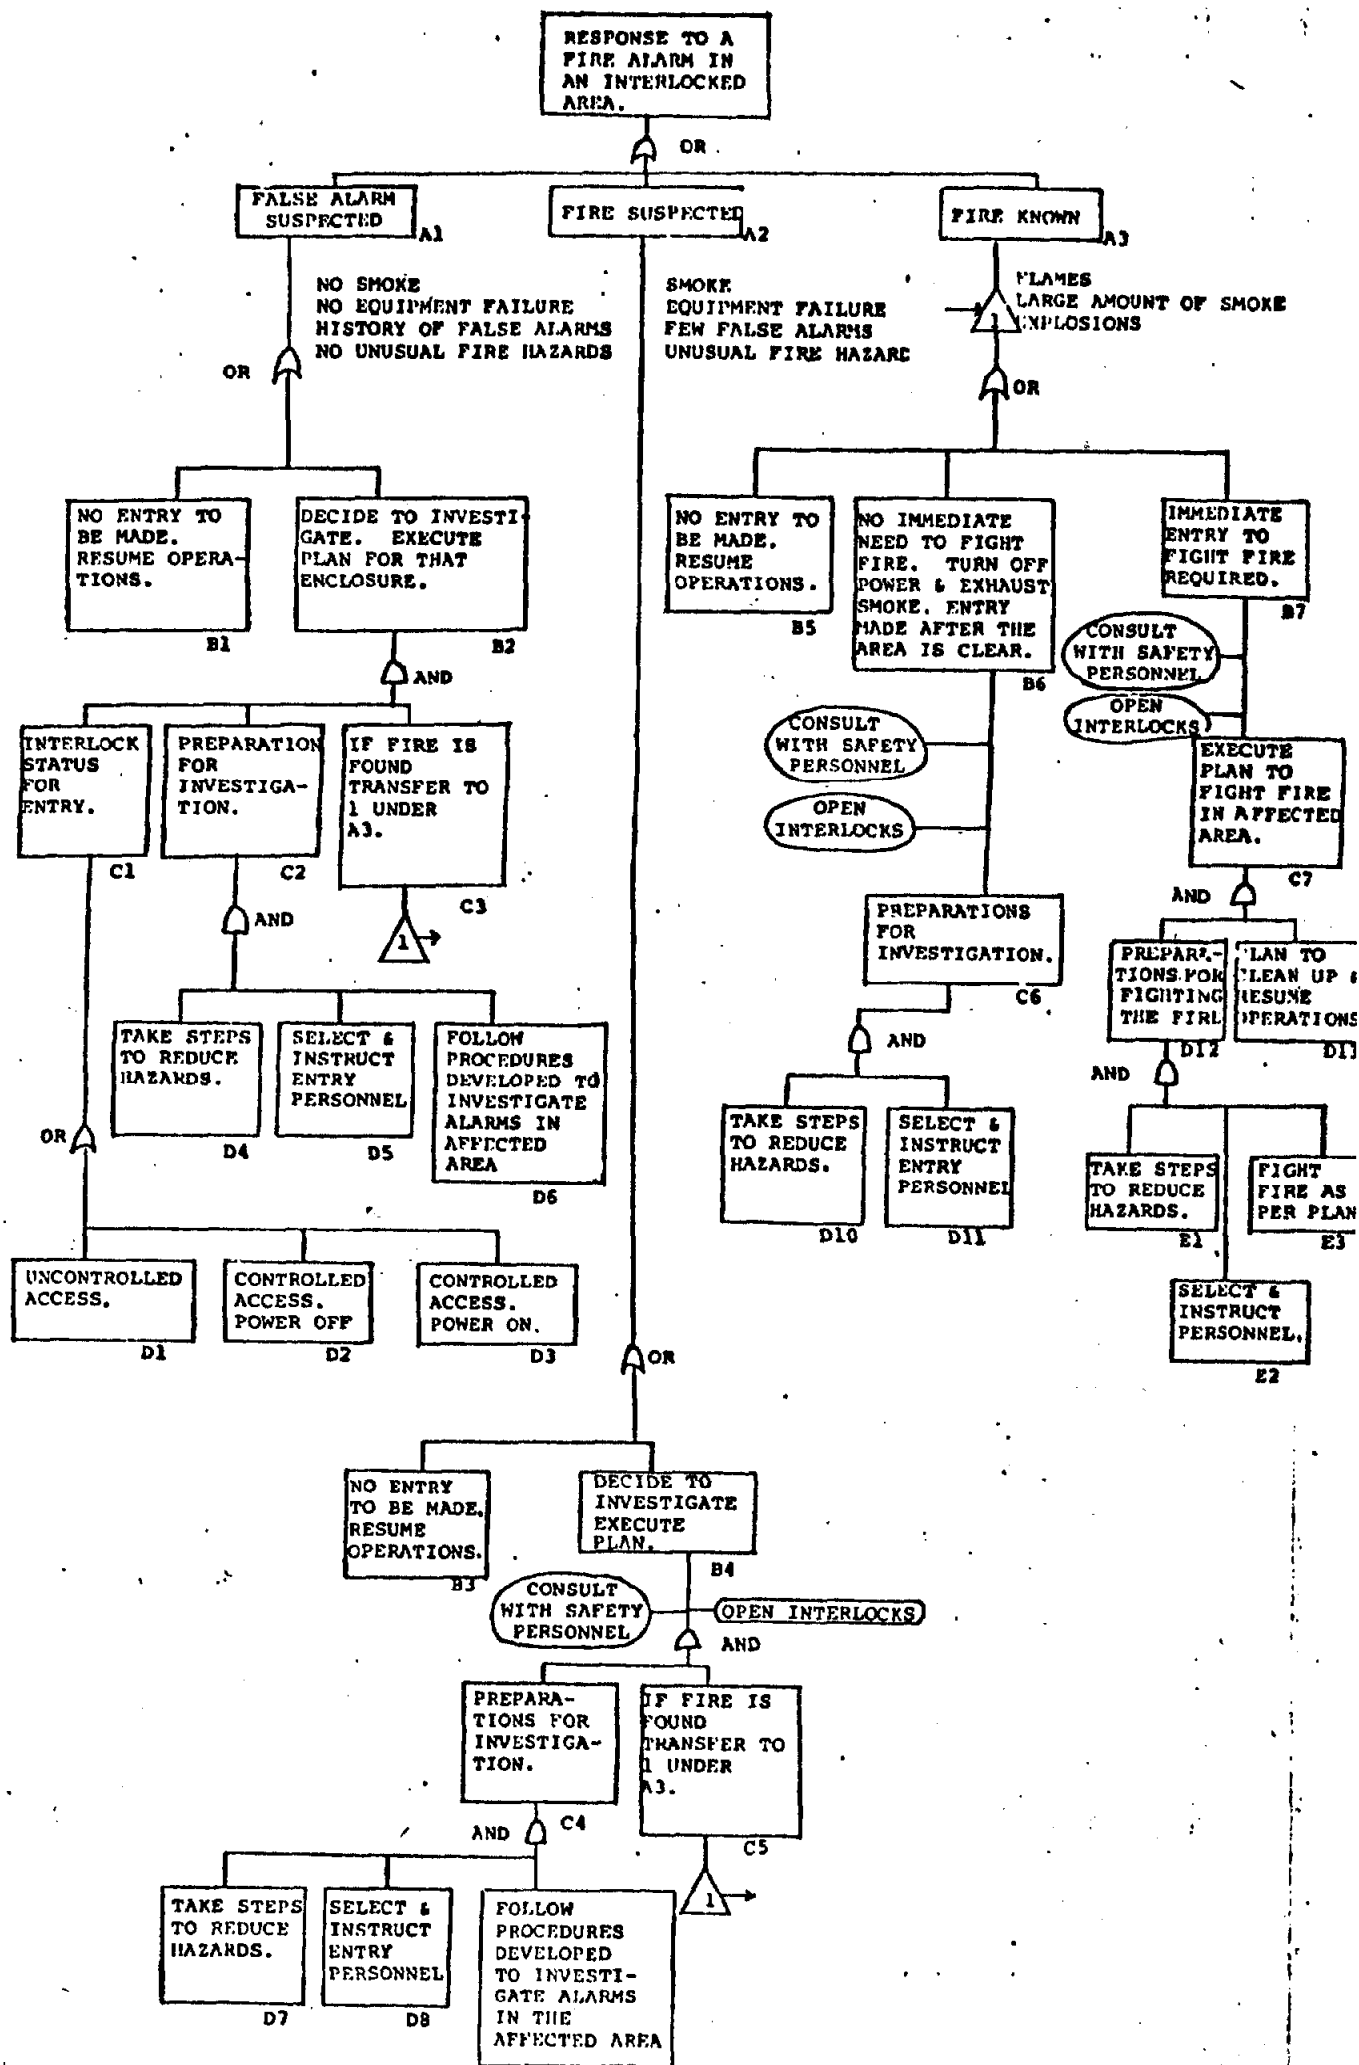 RESPONSE TO A
FIRE ALARM IN
AN INTERLOCKED
AREA.
OR
FALSE ALARM
SUSPECTED
A1
FIRE SUSPECTED
A2
FIRE KNOWN
A3
NO SMOKE
NO EQUIPMENT FAILURE
HISTORY OF FALSE ALARMS
NO UNUSUAL FIRE HAZARDS
OR
SMOKE
EQUIPMENT FAILURE
FEW FALSE ALARMS
UNUSUAL FIRE HAZARD
1
FLAMES
LARGE AMOUNT OF SMOKE
EXPLOSIONS
OR
NO ENTRY TO
BE MADE.
RESUME OPERA-
TIONS.
B1
DECIDE TO INVESTI-
GATE. EXECUTE
PLAN FOR THAT
ENCLOSURE.
B2
AND
NO ENTRY TO
BE MADE.
RESUME
OPERATIONS.
B5
NO IMMEDIATE
NEED TO FIGHT
FIRE. TURN OFF
POWER & EXHAUST
SMOKE. ENTRY
MADE AFTER THE
AREA IS CLEAR.
B6
IMMEDIATE
ENTRY TO
FIGHT FIRE
REQUIRED.
B7
CONSULT
WITH SAFETY
PERSONNEL
OPEN
INTERLOCKS
INTERLOCK
STATUS
FOR
ENTRY.
C1
PREPARATION
FOR
INVESTIGA-
TION.
C2
IF FIRE IS
FOUND
TRANSFER TO
1 UNDER
A3.
C3
1
CONSULT
WITH SAFETY
PERSONNEL
OPEN
INTERLOCKS
EXECUTE
PLAN TO
FIGHT FIRE
IN AFFECTED
AREA.
C7
AND
AND
PREPARATIONS
FOR
INVESTIGATION.
C6
AND
PREPARA-
TIONS FOR
FIGHTING
THE FIRE
D12
LAN TO
LEAN UP &
RESUME
OPERATIONS
AND
TAKE STEPS
TO REDUCE
HAZARDS.
D4
SELECT &
INSTRUCT
ENTRY
PERSONNEL
D5
FOLLOW
PROCEDURES
DEVELOPED TO
INVESTIGATE
ALARMS IN
AFFECTED
AREA
D6
OR
TAKE STEPS
TO REDUCE
HAZARDS.
D10
SELECT &
INSTRUCT
ENTRY
PERSONNEL
D11
TAKE STEPS
TO REDUCE
HAZARDS.
E1
FIGHT
FIRE AS
PER PLAN
E3
SELECT &
INSTRUCT
PERSONNEL.
E2
UNCONTROLLED
ACCESS.
D1
CONTROLLED
ACCESS.
POWER OFF
D2
CONTROLLED
ACCESS.
POWER ON.
D3
OR
NO ENTRY
TO BE MADE.
RESUME
OPERATIONS.
B3
DECIDE TO
INVESTIGATE
EXECUTE
PLAN.
B4
CONSULT
WITH SAFETY
PERSONNEL
OPEN INTERLOCKS
AND
PREPARA-
TIONS FOR
INVESTIGA-
TION.
C4
IF FIRE IS
FOUND
TRANSFER TO
1 UNDER
A3.
C5
1
AND
TAKE STEPS
TO REDUCE
HAZARDS.
D7
SELECT &
INSTRUCT
ENTRY
PERSONNEL
D8
FOLLOW
PROCEDURES
DEVELOPED
TO INVESTI-
GATE ALARMS
IN THE
AFFECTED AREA